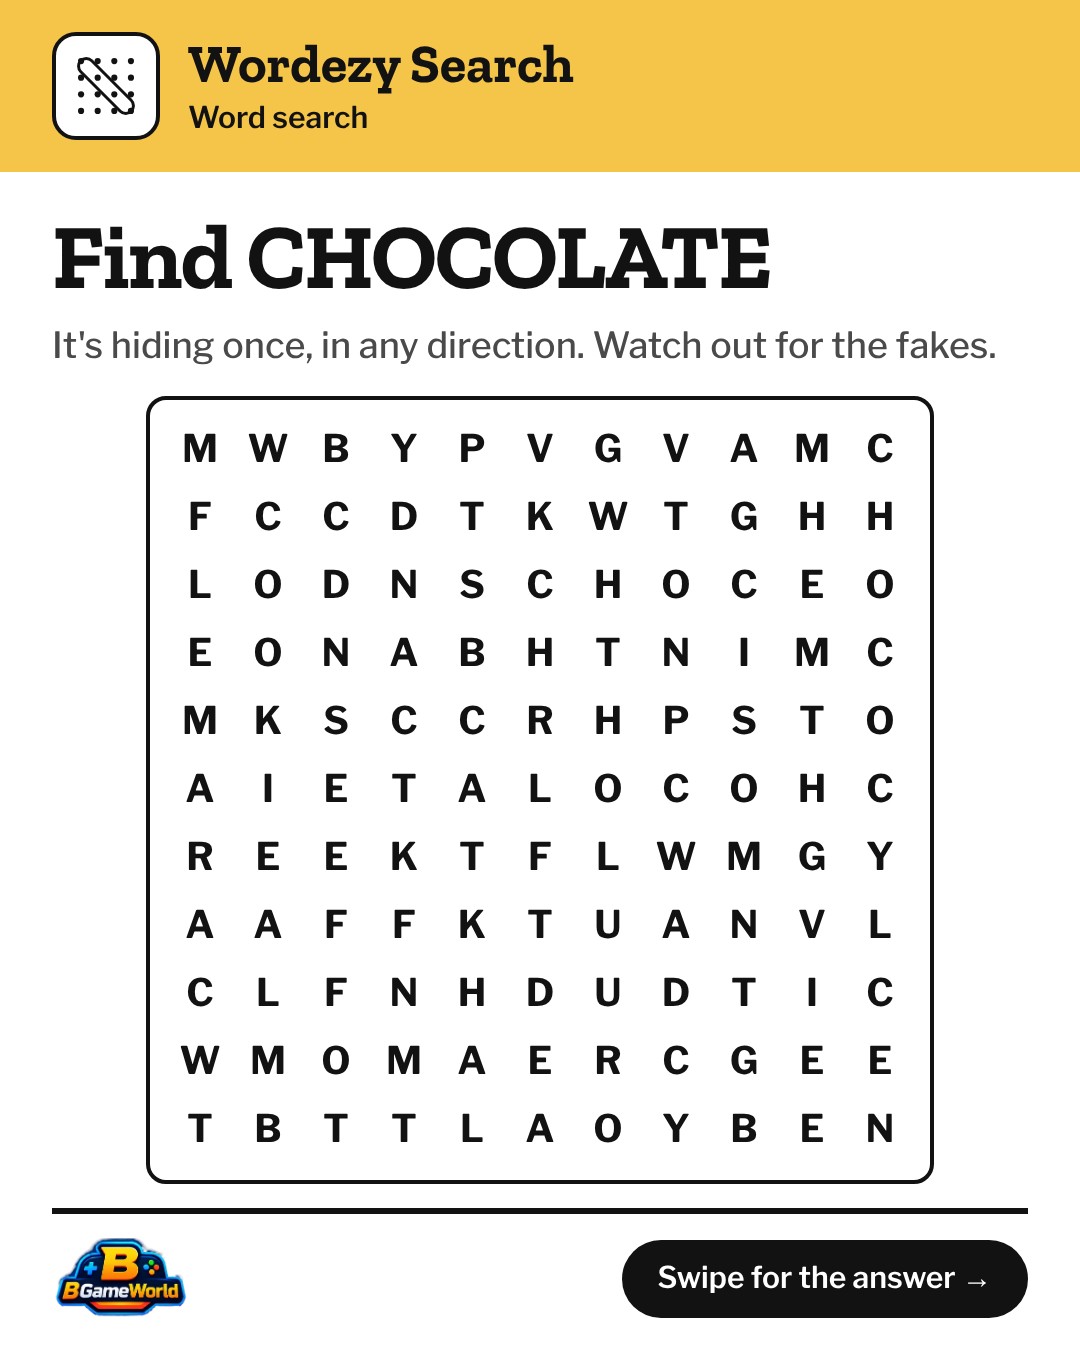 Wordezy Search
Word search
Find CHOCOLATE
It's hiding once, in any direction. Watch out for the fakes.
M W B Y P V G V A M C
F C C D T K W T G H H
L O D N S C H O C E O
E O N A B H T N I M C
M K S C C R H P S T O
A I E T A L O C O H C
R E E K T F L W M G Y
A A F F K T U A N V L
C L F N H D U D T I C
W M O M A E R C G E E
T B T T L A O Y B E N
B
BGameWorld
Swipe for the answer →